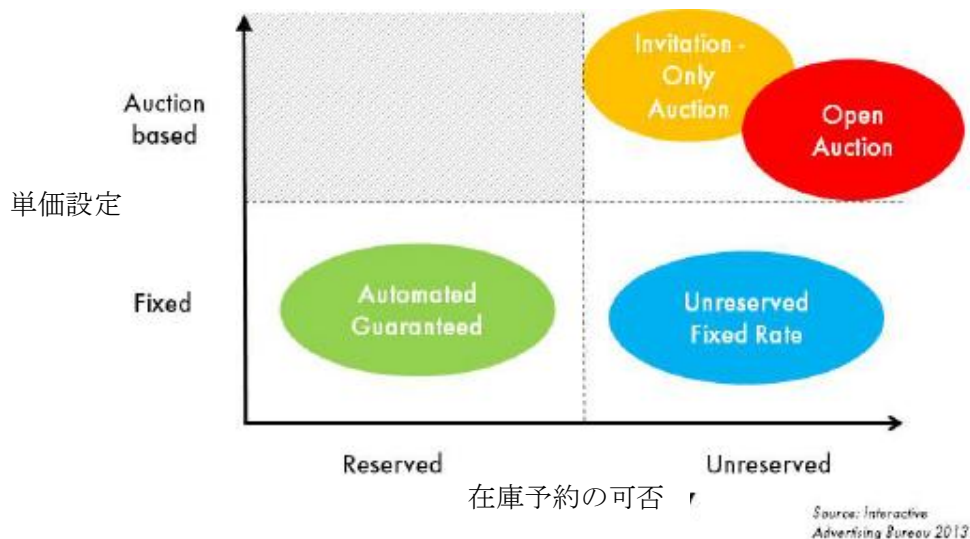 Invitation -
Only
Auction
Open
Auction
Auction
based
単価設定
Fixed
Automated
Guaranteed
Unreserved
Fixed Rate
Reserved
Unreserved
在庫予約の可否
Source: Interactive
Advertising Bureau 2013